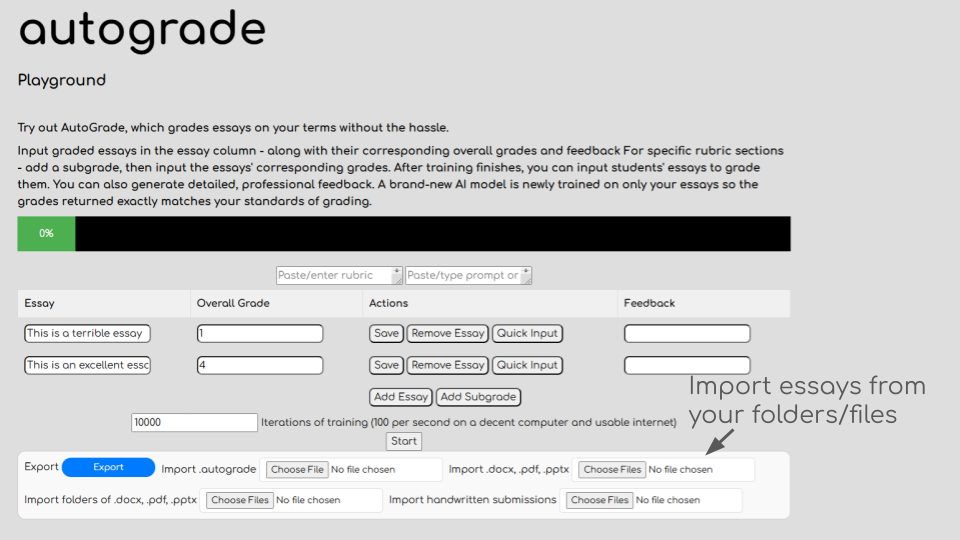 autograde
Playground
Try out AutoGrade, which grades essays on your terms without the hassle.
Input graded essays in the essay column - along with their corresponding overall grades and feedback For specific rubric sections
- add a subgrade, then input the essays' corresponding grades. After training finishes, you can input students' essays to grade
them. You can also generate detailed, professional feedback. A brand-new AI model is newly trained on only your essays so the
grades returned exactly matches your standards of grading.
0%
Paste/enter rubric Paste/type prompt or
Essay Overall Grade Actions Feedback
This is a terrible essay 1 Save Remove Essay Quick Input
This is an excellent essa 4 Save Remove Essay Quick Input
Add Essay Add Subgrade
Import essays from
your folders/files
10000 Iterations of training (100 per second on a decent computer and usable internet)
Start
Export Export Import .autograde Choose File No file chosen Import .docx, .pdf, .pptx Choose Files No file chosen
Import folders of .docx, .pdf, .pptx Choose Files No file chosen Import handwritten submissions Choose Files No file chosen